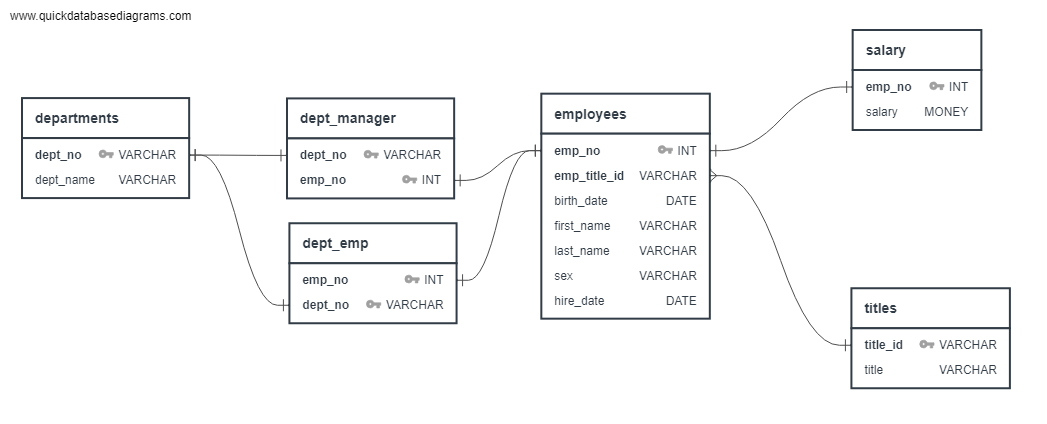 www.quickdatabasediagrams.com
departments
dept_no VARCHAR
dept_name VARCHAR
dept_manager
dept_no VARCHAR
emp_no INT
dept_emp
emp_no INT
dept_no VARCHAR
employees
emp_no INT
emp_title_id VARCHAR
birth_date DATE
first_name VARCHAR
last_name VARCHAR
sex VARCHAR
hire_date DATE
salary
emp_no INT
salary MONEY
titles
title_id VARCHAR
title VARCHAR